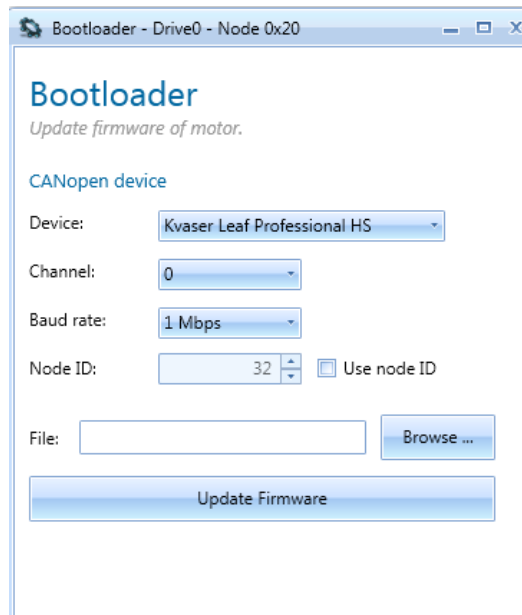 Bootloader - Drive0 - Node 0x20
Bootloader
Update firmware of motor.
CANopen device
Device: Kvaser Leaf Professional HS
Channel: 0
Baud rate: 1 Mbps
Node ID: 32 Use node ID
File: Browse ...
Update Firmware